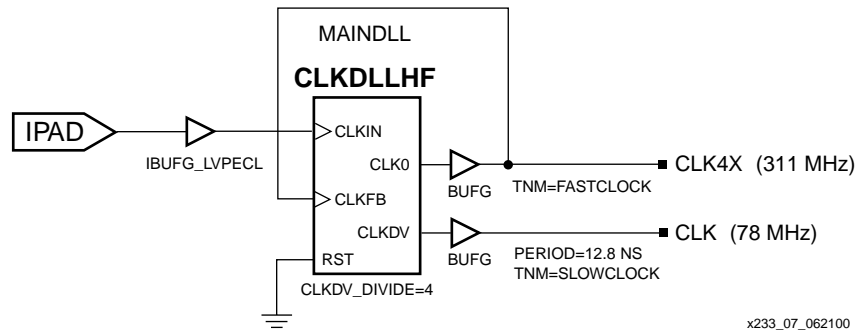 MAINDLL
CLKDLLHF
IPAD
IBUFG_LVPECL
CLKIN
CLK0
CLKFB
CLKDV
RST
CLKDV_DIVIDE=4
BUFG
TNM=FASTCLOCK
CLK4X (311 MHz)
BUFG
PERIOD=12.8 NS
TNM=SLOWCLOCK
CLK (78 MHz)
x233_07_062100